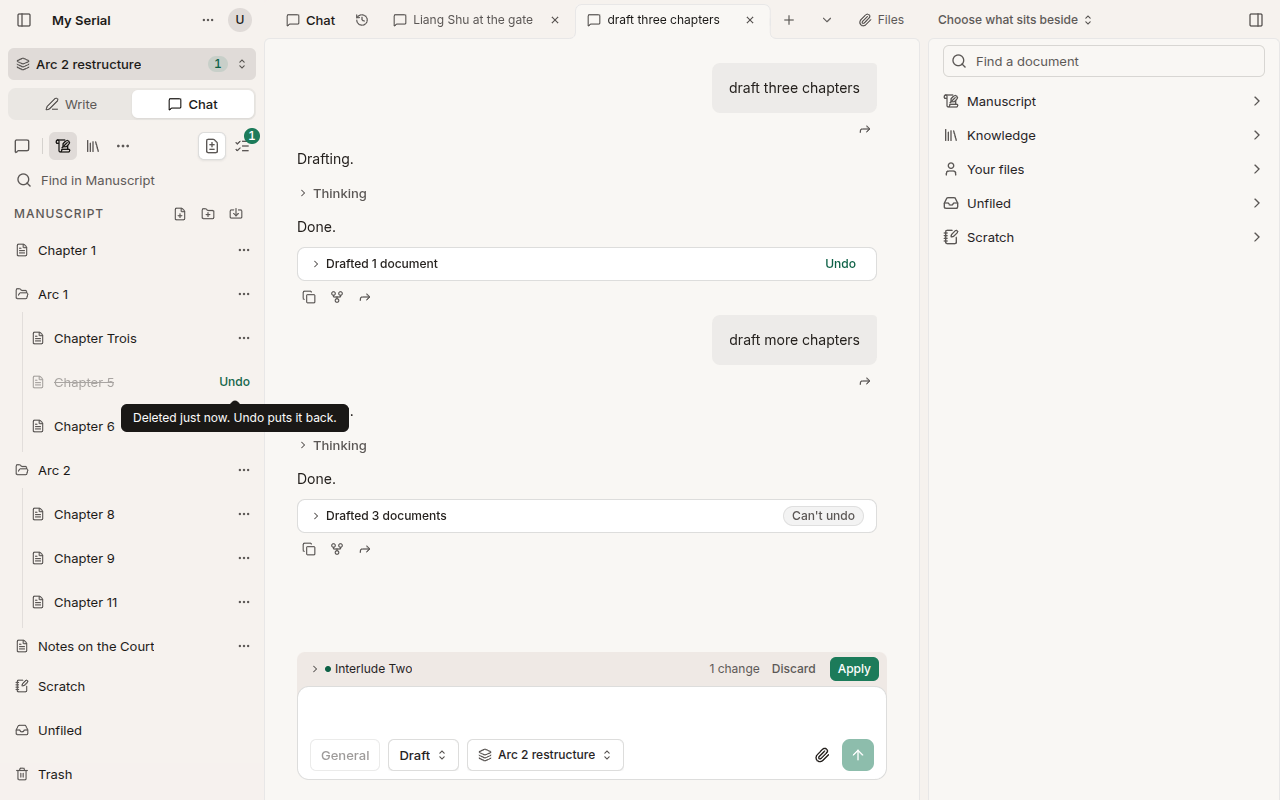 My Serial
U
Chat
Liang Shu at the gate
draft three chapters
Files
Choose what sits beside
Arc 2 restructure
1
Write
Chat
1
Find in Manuscript
MANUSCRIPT
Chapter 1
Arc 1
Chapter Trois
Chapter 5
Undo
Deleted just now. Undo puts it back.
Chapter 6
Arc 2
Chapter 8
Chapter 9
Chapter 11
Notes on the Court
Scratch
Unfiled
Trash
draft three chapters
Drafting.
Thinking
Done.
Drafted 1 document
Undo
draft more chapters
Thinking
Done.
Drafted 3 documents
Can't undo
Interlude Two
1 change
Discard
Apply
General
Draft
Arc 2 restructure
Find a document
Manuscript
Knowledge
Your files
Unfiled
Scratch